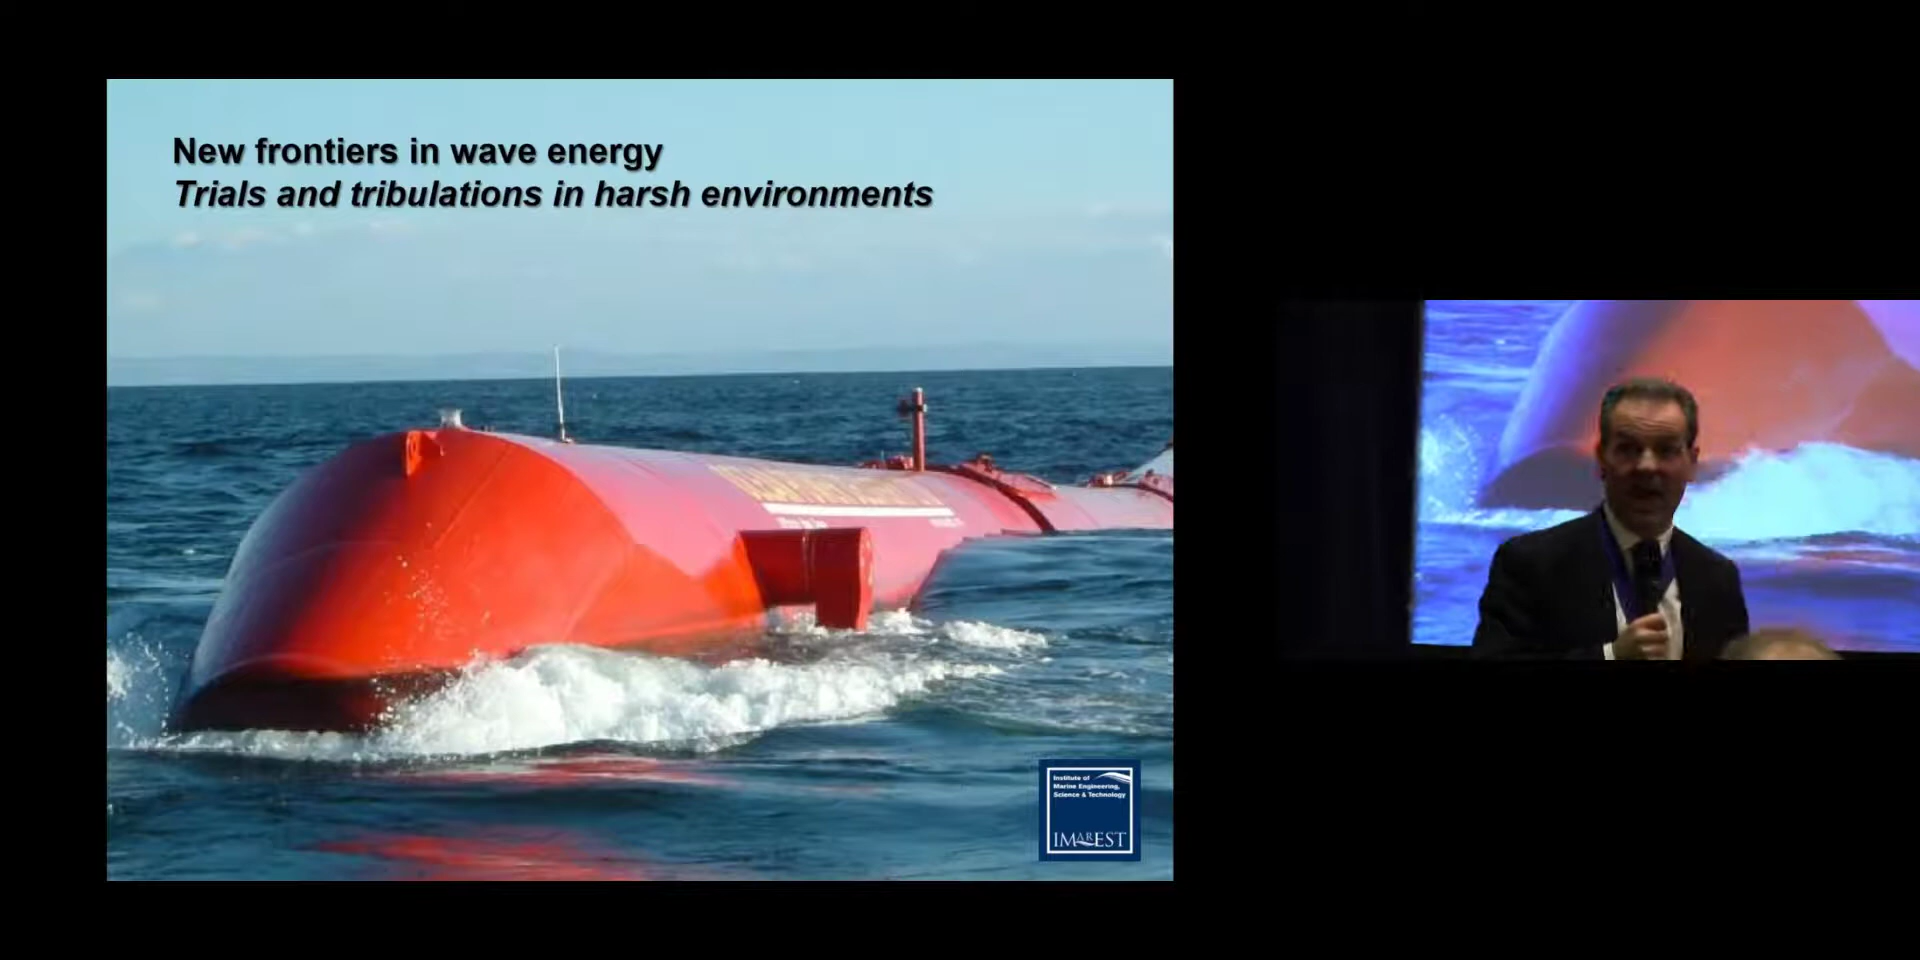 New frontiers in wave energy
Trials and tribulations in harsh environments
Institute of
Marine Engineering,
Science & Technology
IMarEST